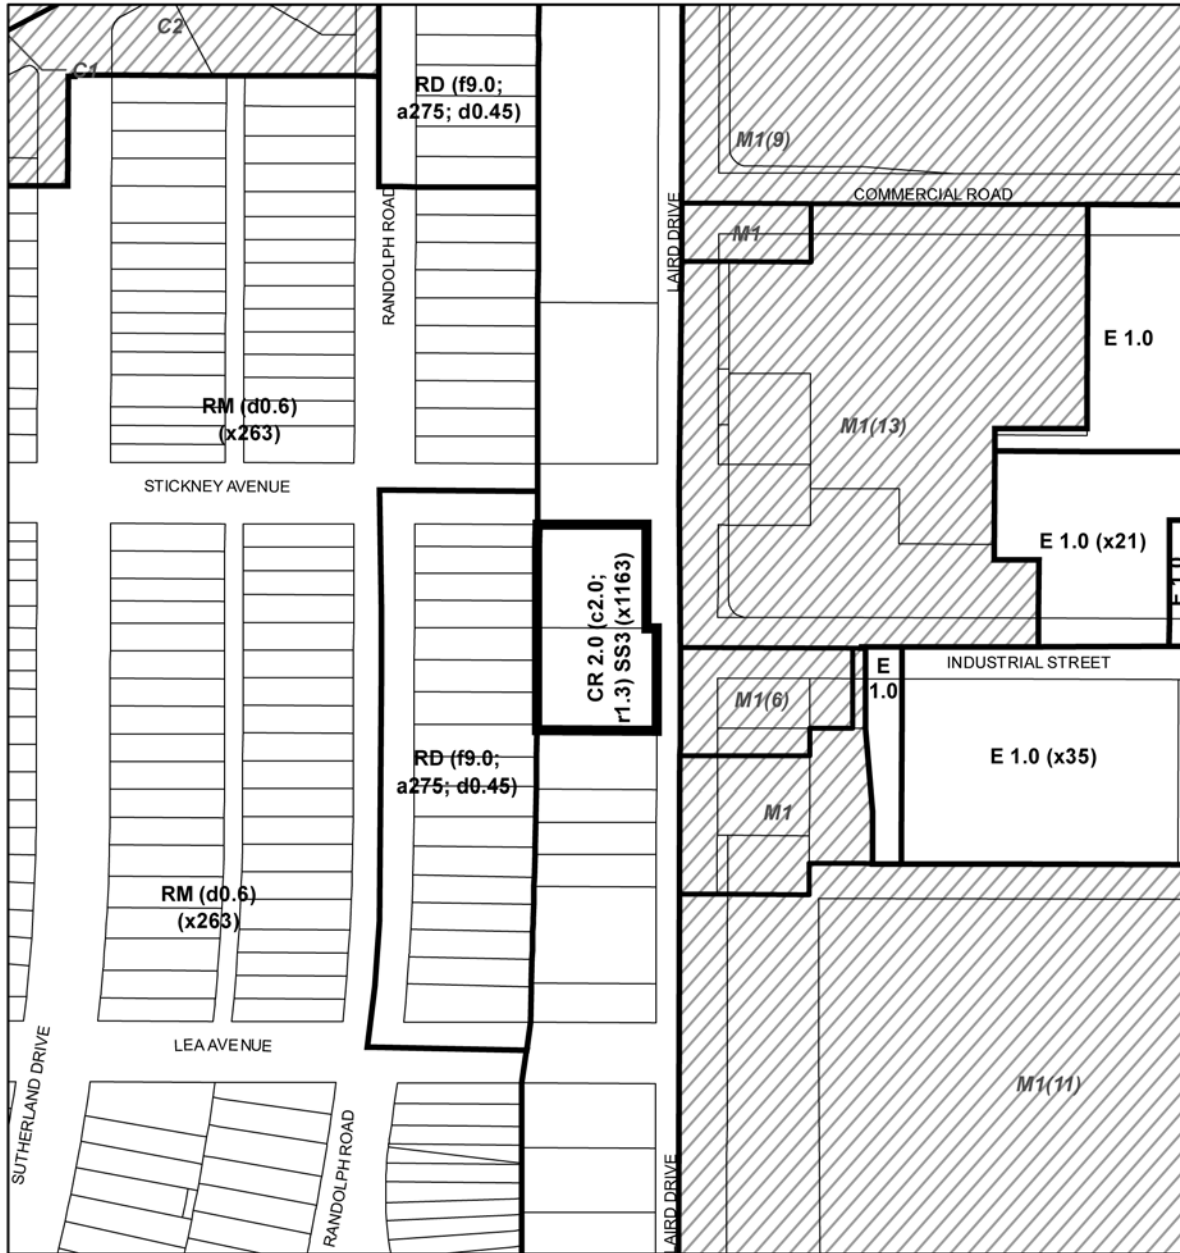 C2
C1
RD (f9.0;
a275; d0.45)
M1(9)
COMMERCIAL ROAD
RANDOLPH ROAD
LAIRD DRIVE
M1
E 1.0
RM (d0.6)
(x263)
M1(13)
STICKNEY AVENUE
E 1.0 (x21)
E 1.0
CR 2.0 (c2.0;
r1.3) SS3 (x1163)
INDUSTRIAL STREET
E
1.0
M1(6)
RD (f9.0;
a275; d0.45)
E 1.0 (x35)
M1
RM (d0.6)
(x263)
LEA AVENUE
SUTHERLAND DRIVE
M1(11)
RANDOLPH ROAD
LAIRD DRIVE